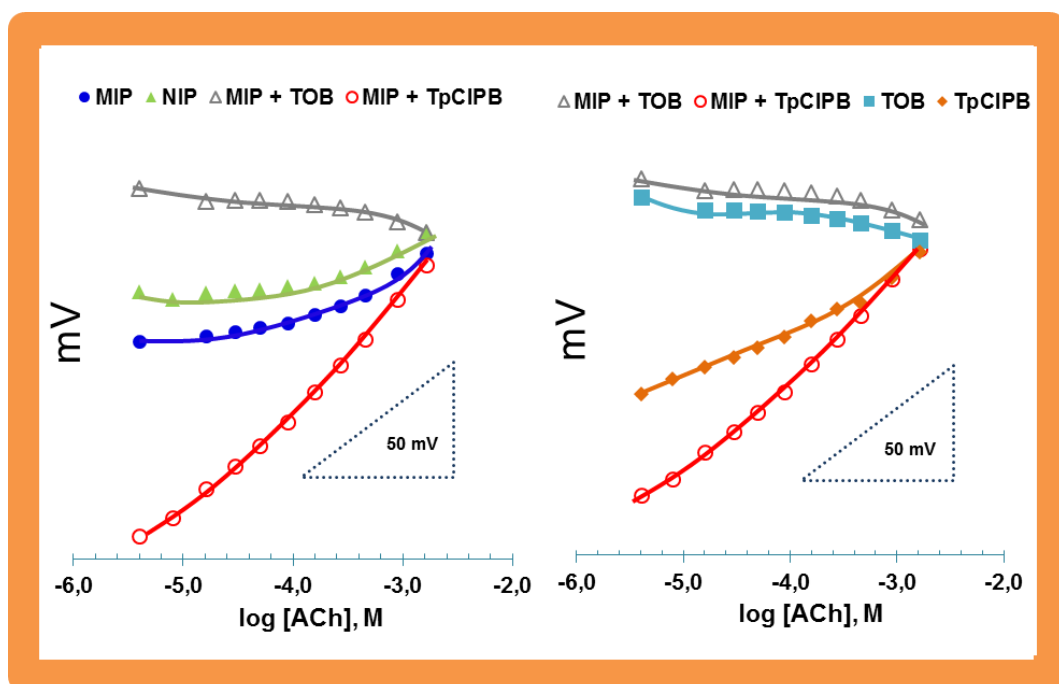 MIP NIP MIP + TOB MIP + TpClPB
mV
50 mV
-6,0 -5,0 -4,0 -3,0 -2,0
log [ACh], M
MIP + TOB MIP + TpClPB TOB TpClPB
mV
50 mV
-6,0 -5,0 -4,0 -3,0 -2,0
log [ACh], M